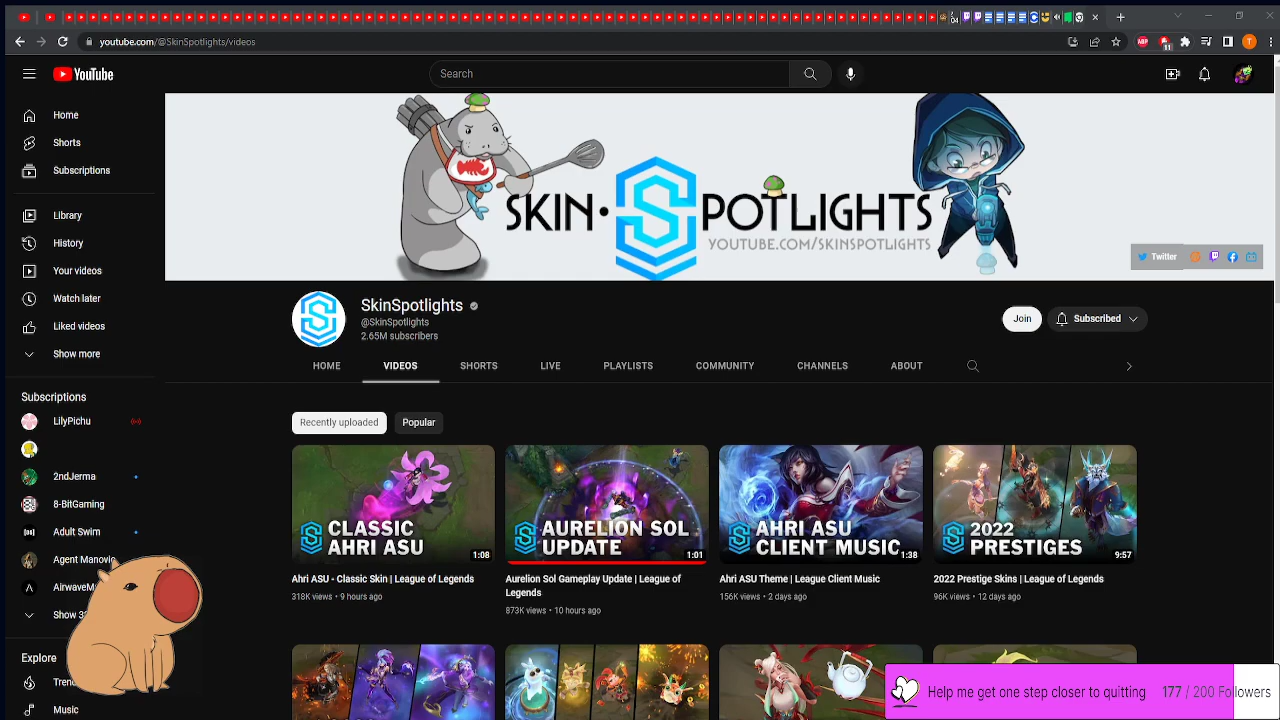 youtube.com/@SkinSpotlights/videos
ABP
11
T
YouTube
Search
Home
Shorts
Subscriptions
Library
History
Your videos
Watch later
Liked videos
Show more
Subscriptions
LilyPichu
2ndJerma
8-BitGaming
Adult Swim
Agent Manovic
AirwaveMu
Show 3
Explore
Tren
Music
SKIN·SPOTLIGHTS
YOUTUBE.COM/SKINSPOTLIGHTS
Twitter
SkinSpotlights
@SkinSpotlights
2.65M subscribers
Join
Subscribed
HOME VIDEOS SHORTS LIVE PLAYLISTS COMMUNITY CHANNELS ABOUT
Recently uploaded Popular
CLASSIC
AHRI ASU
1:08
Ahri ASU - Classic Skin | League of Legends
318K views • 9 hours ago
AURELION SOL
UPDATE
1:01
Aurelion Sol Gameplay Update | League of
Legends
873K views • 10 hours ago
AHRI ASU
CLIENT MUSIC
1:38
Ahri ASU Theme | League Client Music
156K views • 2 days ago
2022
PRESTIGES
9:57
2022 Prestige Skins | League of Legends
96K views • 12 days ago
Help me get one step closer to quitting 177 / 200 Followers